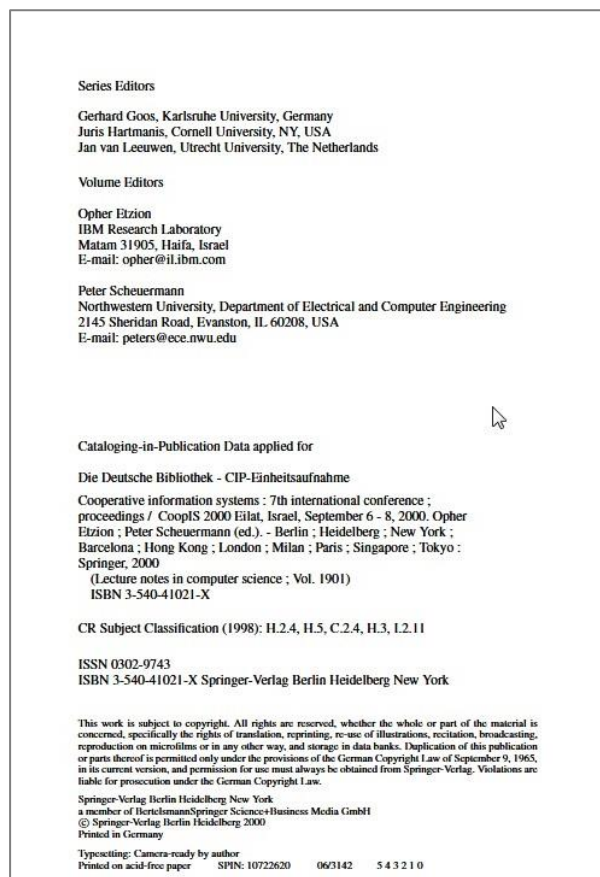 Series Editors
Gerhard Goos, Karlsruhe University, Germany
Juris Hartmanis, Cornell University, NY, USA
Jan van Leeuwen, Utrecht University, The Netherlands
Volume Editors
Opher Etzion
IBM Research Laboratory
Matam 31905, Haifa, Israel
E-mail: opher@il.ibm.com
Peter Scheuermann
Northwestern University, Department of Electrical and Computer Engineering
2145 Sheridan Road, Evanston, IL 60208, USA
E-mail: peters@ece.nwu.edu
Cataloging-in-Publication Data applied for
Die Deutsche Bibliothek - CIP-Einheitsaufnahme
Cooperative information systems : 7th international conference ;
proceedings / CoopIS 2000 Eilat, Israel, September 6 - 8, 2000. Opher
Etzion ; Peter Scheuermann (ed.). - Berlin ; Heidelberg ; New York ;
Barcelona ; Hong Kong ; London ; Milan ; Paris ; Singapore ; Tokyo :
Springer, 2000
(Lecture notes in computer science ; Vol. 1901)
ISBN 3-540-41021-X
CR Subject Classification (1998): H.2.4, H.5, C.2.4, H.3, I.2.11
ISSN 0302-9743
ISBN 3-540-41021-X Springer-Verlag Berlin Heidelberg New York
This work is subject to copyright. All rights are reserved, whether the whole or part of the material is
concerned, specifically the rights of translation, reprinting, re-use of illustrations, recitation, broadcasting,
reproduction on microfilms or in any other way, and storage in data banks. Duplication of this publication
or parts thereof is permitted only under the provisions of the German Copyright Law of September 9, 1965,
in its current version, and permission for use must always be obtained from Springer-Verlag. Violations are
liable for prosecution under the German Copyright Law.
Springer-Verlag Berlin Heidelberg New York
a member of BertelsmannSpringer Science+Business Media GmbH
© Springer-Verlag Berlin Heidelberg 2000
Printed in Germany
Typesetting: Camera-ready by author
Printed on acid-free paper SPIN: 10722620 06/3142 5 4 3 2 1 0